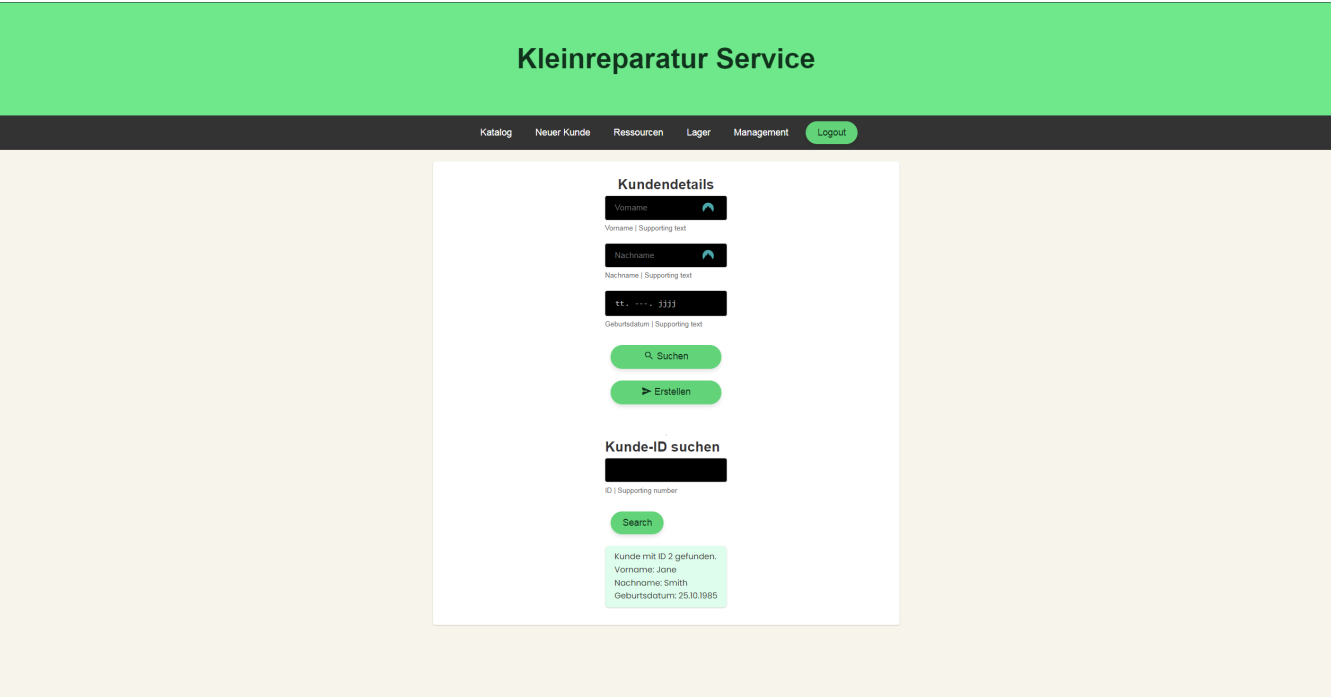 Kleinreparatur Service
Katalog Neuer Kunde Ressourcen Lager Management Logout
Kundendetails
Vorname
Vorname | Supporting text
Nachname
Nachname | Supporting text
tt. ---. jjjj
Geburtsdatum | Supporting text
Suchen
Erstellen
Kunde-ID suchen
ID | Supporting number
Search
Kunde mit ID 2 gefunden.
Vorname: Jane
Nachname: Smith
Geburtsdatum: 25.10.1985